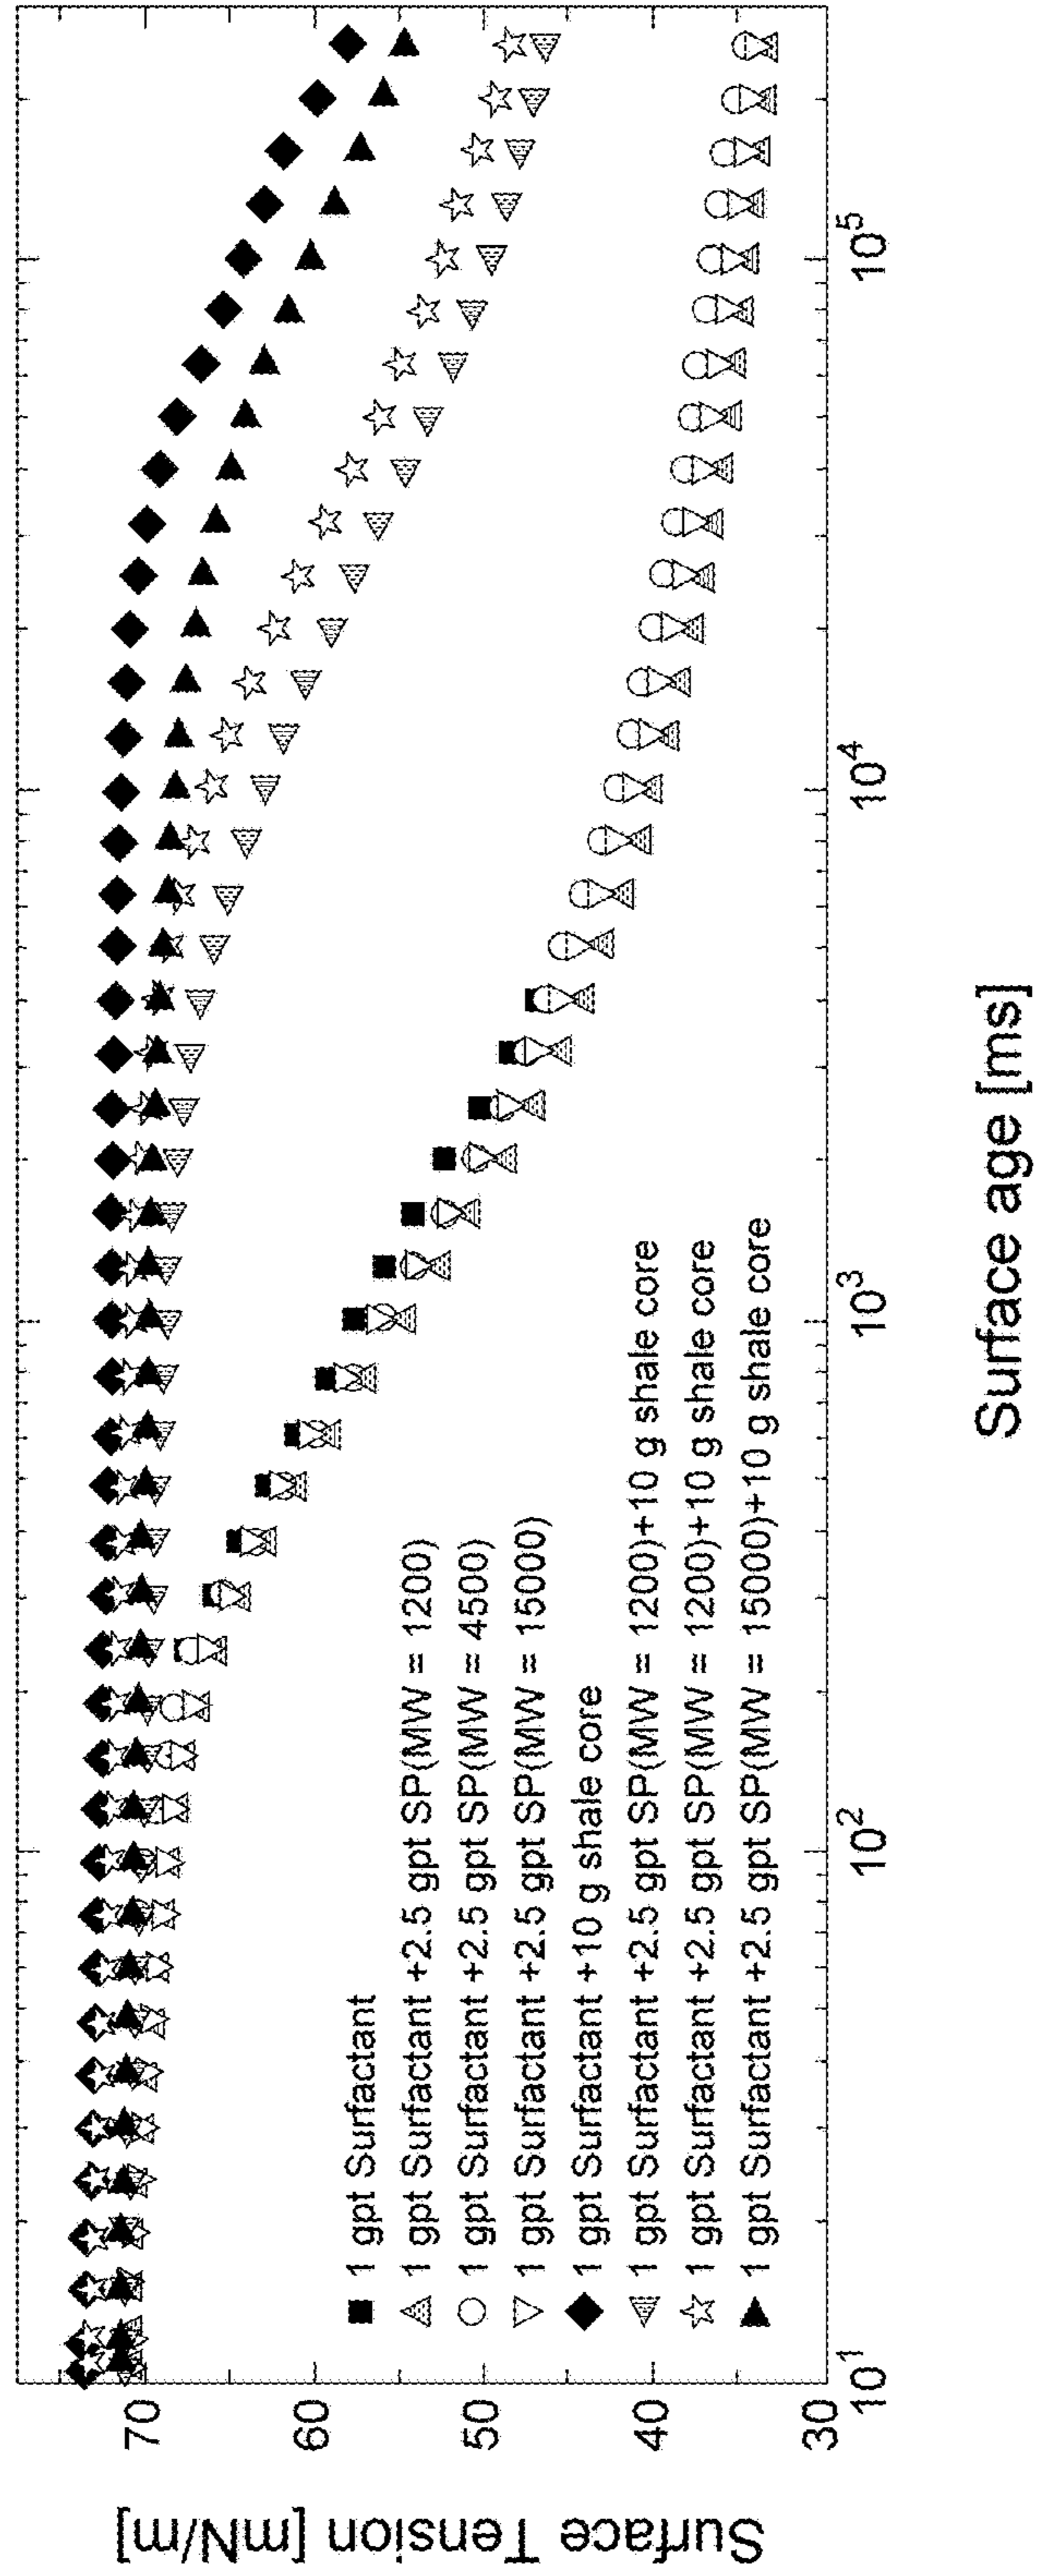 Surface Tension [mN/m]
70
60
50
40
30
■ 1 gpt Surfactant
1 gpt Surfactant +2.5 gpt SP(MW = 1200)
○ 1 gpt Surfactant +2.5 gpt SP(MW = 4500)
▽ 1 gpt Surfactant +2.5 gpt SP(MW = 15000)
◆ 1 gpt Surfactant +10 g shale core
1 gpt Surfactant +2.5 gpt SP(MW = 1200)+10 g shale core
☆ 1 gpt Surfactant +2.5 gpt SP(MW = 1200)+10 g shale core
▲ 1 gpt Surfactant +2.5 gpt SP(MW = 15000)+10 g shale core
10¹ 10² 10³ 10⁴ 10⁵
Surface age [ms]